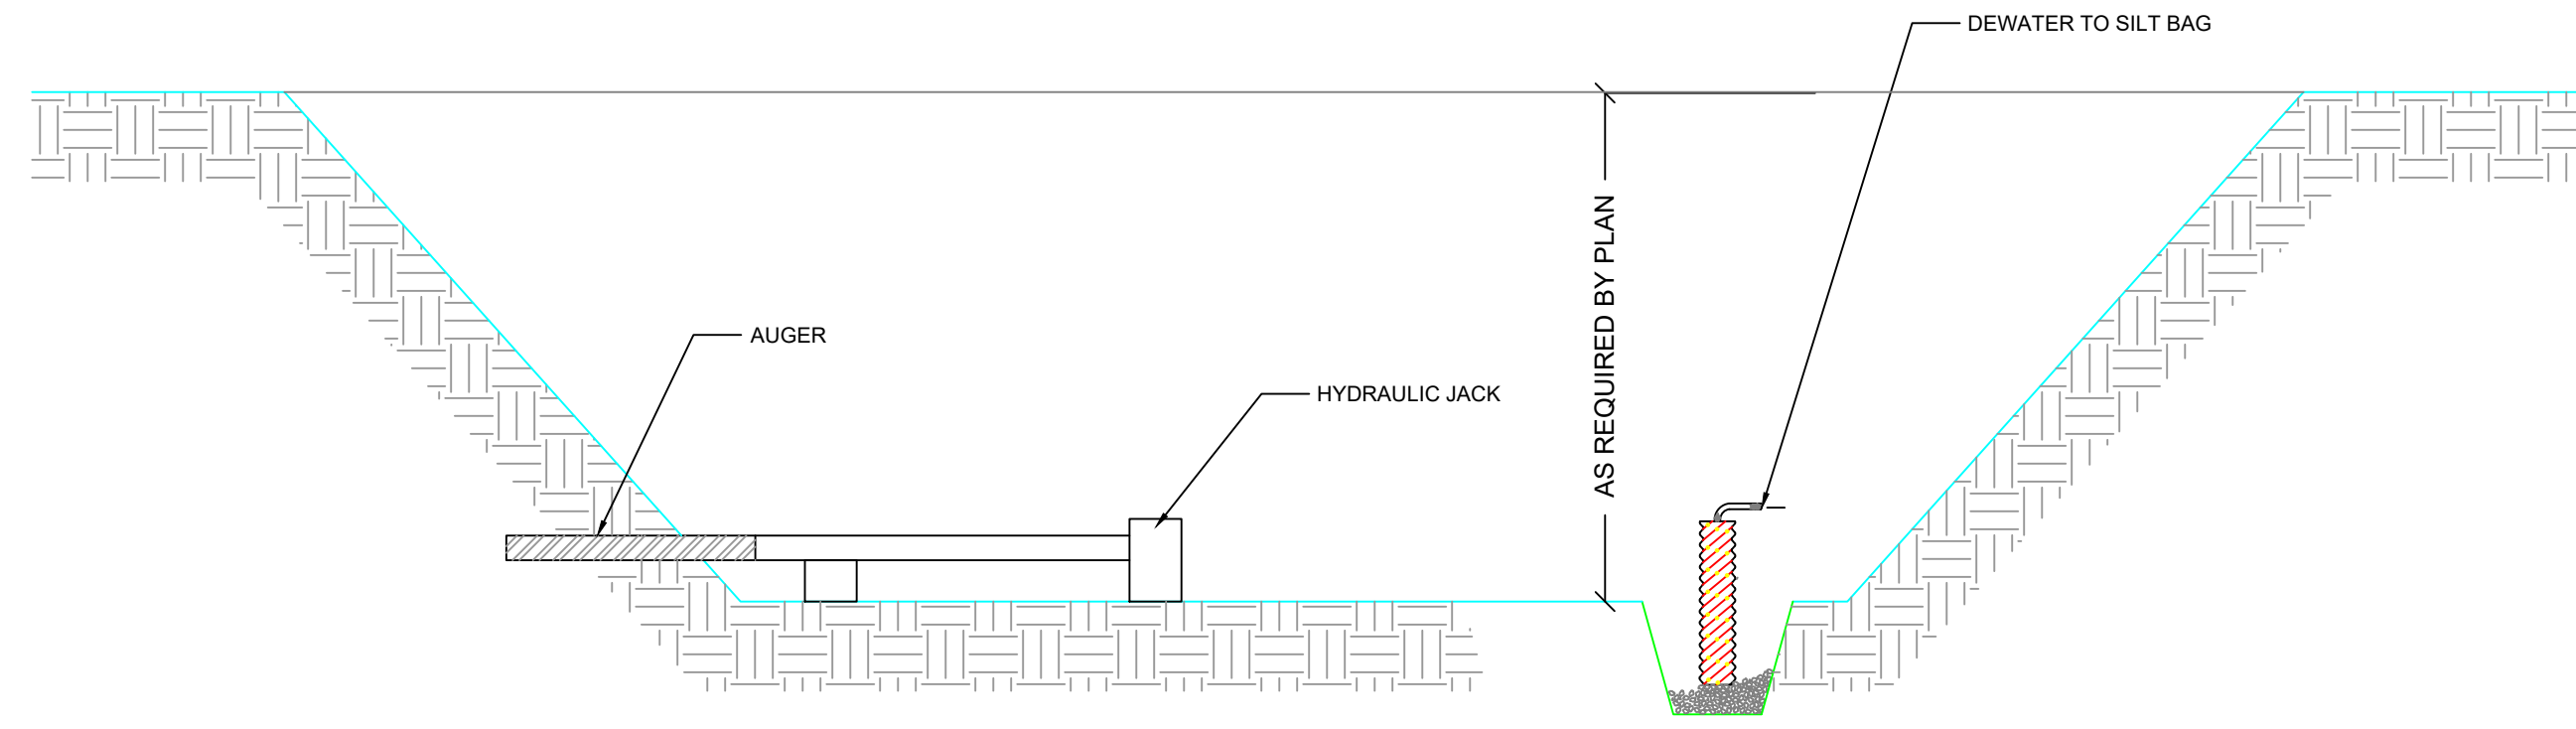 DEWATER TO SILT BAG
AUGER
HYDRAULIC JACK
AS REQUIRED BY PLAN